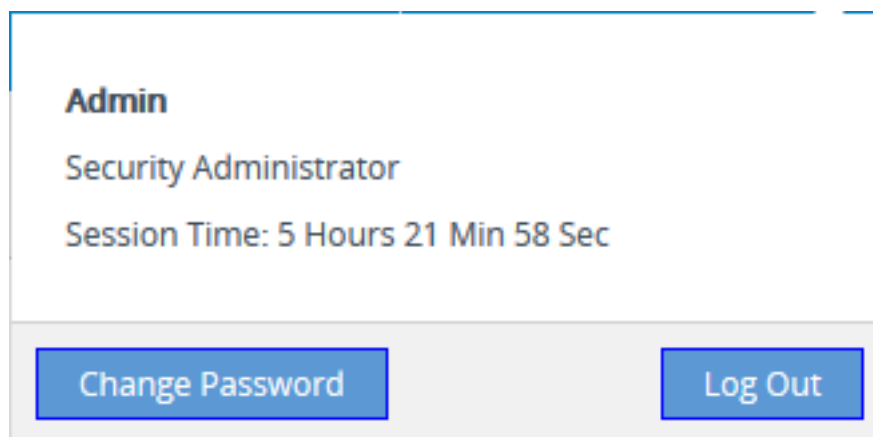 Admin
Security Administrator
Session Time: 5 Hours 21 Min 58 Sec
Change Password
Log Out